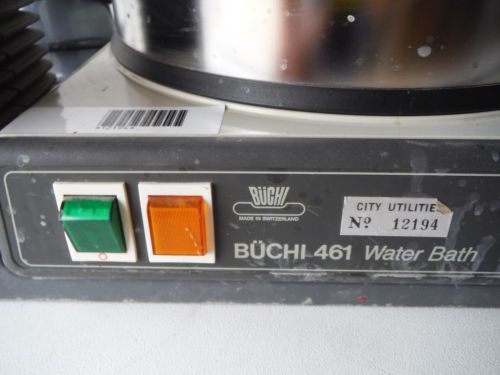 BÜCHI
MADE IN SWITZERLAND
CITY UTILITIE
Nº 12194
BÜCHI 461 Water Bath